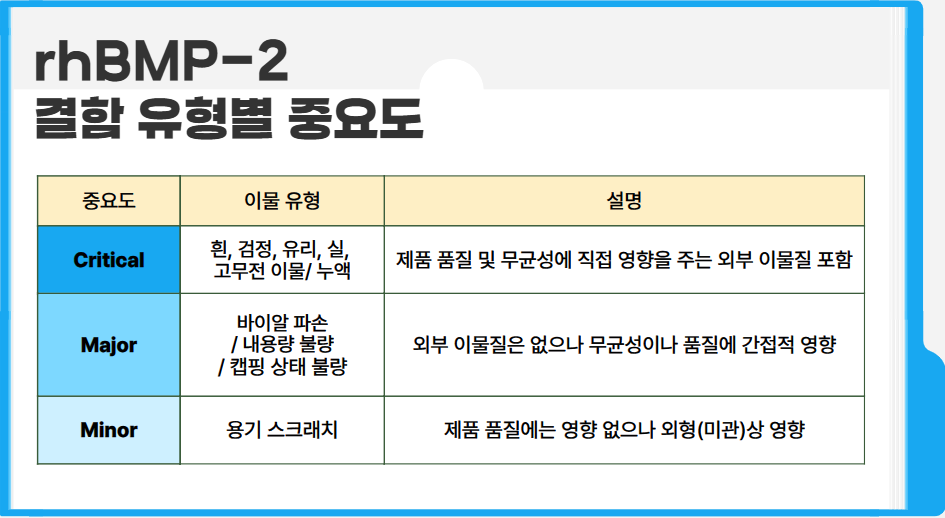 rhBMP-2
결함 유형별 중요도
중요도
이물 유형
설명
Critical
흰, 검정, 유리, 실,
고무전 이물/ 누액
제품 품질 및 무균성에 직접 영향을 주는 외부 이물질 포함
Major
바이알 파손
/ 내용량 불량
/ 캡핑 상태 불량
외부 이물질은 없으나 무균성이나 품질에 간접적 영향
Minor
용기 스크래치
제품 품질에는 영향 없으나 외형(미관)상 영향